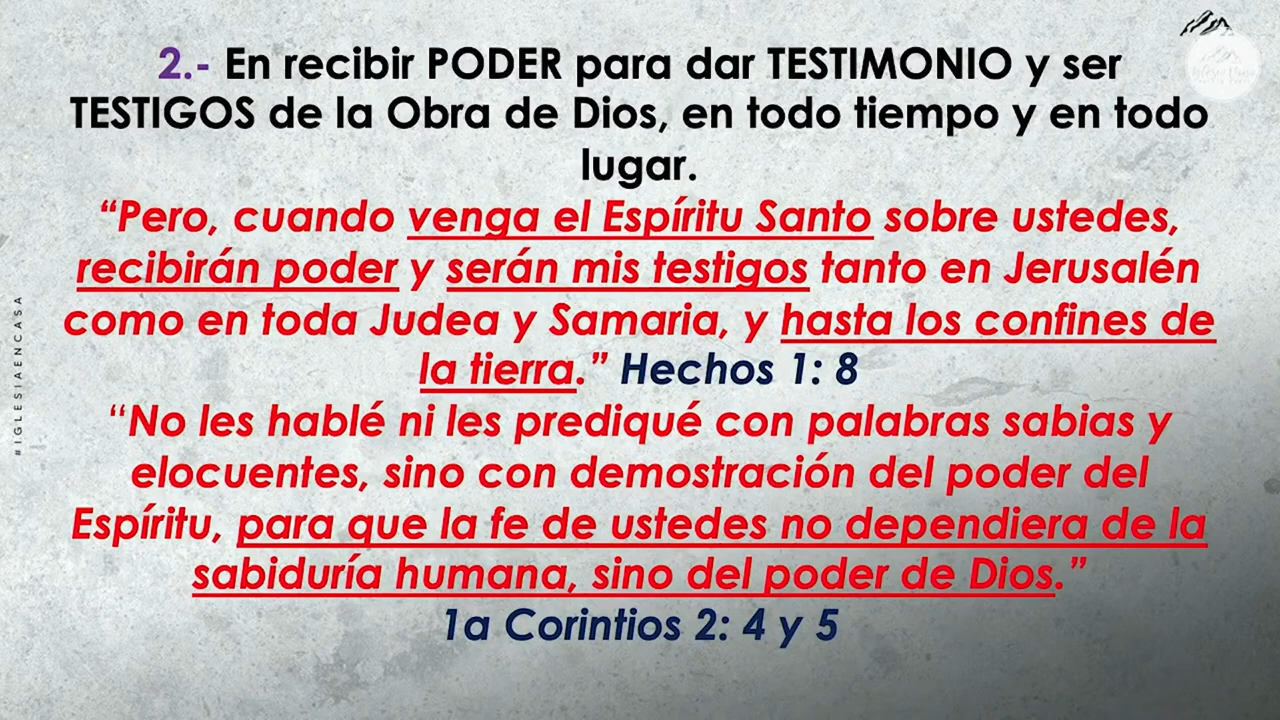 2.- En recibir PODER para dar TESTIMONIO y ser
TESTIGOS de la Obra de Dios, en todo tiempo y en todo
lugar.
“Pero, cuando venga el Espíritu Santo sobre ustedes,
recibirán poder y serán mis testigos tanto en Jerusalén
como en toda Judea y Samaria, y hasta los confines de
la tierra.” Hechos 1: 8
“No les hablé ni les prediqué con palabras sabias y
elocuentes, sino con demostración del poder del
Espíritu, para que la fe de ustedes no dependiera de la
sabiduría humana, sino del poder de Dios.”
1a Corintios 2: 4 y 5
#IGLESIAENCASA